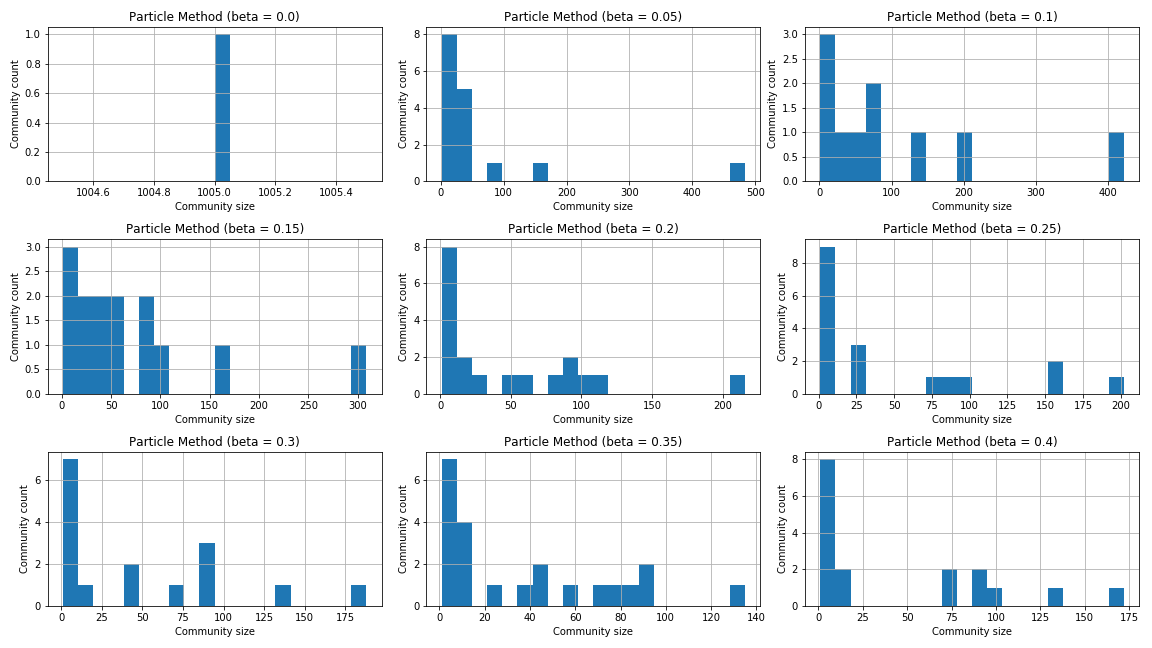 Particle Method (beta = 0.0)
Community count
1.0
0.8
0.6
0.4
0.2
0.0
1004.6 1004.8 1005.0 1005.2 1005.4
Community size
Particle Method (beta = 0.05)
Community count
8
6
4
2
0
0 100 200 300 400 500
Community size
Particle Method (beta = 0.1)
Community count
3.0
2.5
2.0
1.5
1.0
0.5
0.0
0 100 200 300 400
Community size
Particle Method (beta = 0.15)
Community count
3.0
2.5
2.0
1.5
1.0
0.5
0.0
0 50 100 150 200 250 300
Community size
Particle Method (beta = 0.2)
Community count
8
6
4
2
0
0 50 100 150 200
Community size
Particle Method (beta = 0.25)
Community count
8
6
4
2
0
0 25 50 75 100 125 150 175 200
Community size
Particle Method (beta = 0.3)
Community count
6
4
2
0
0 25 50 75 100 125 150 175
Community size
Particle Method (beta = 0.35)
Community count
6
4
2
0
0 20 40 60 80 100 120 140
Community size
Particle Method (beta = 0.4)
Community count
8
6
4
2
0
0 25 50 75 100 125 150 175
Community size